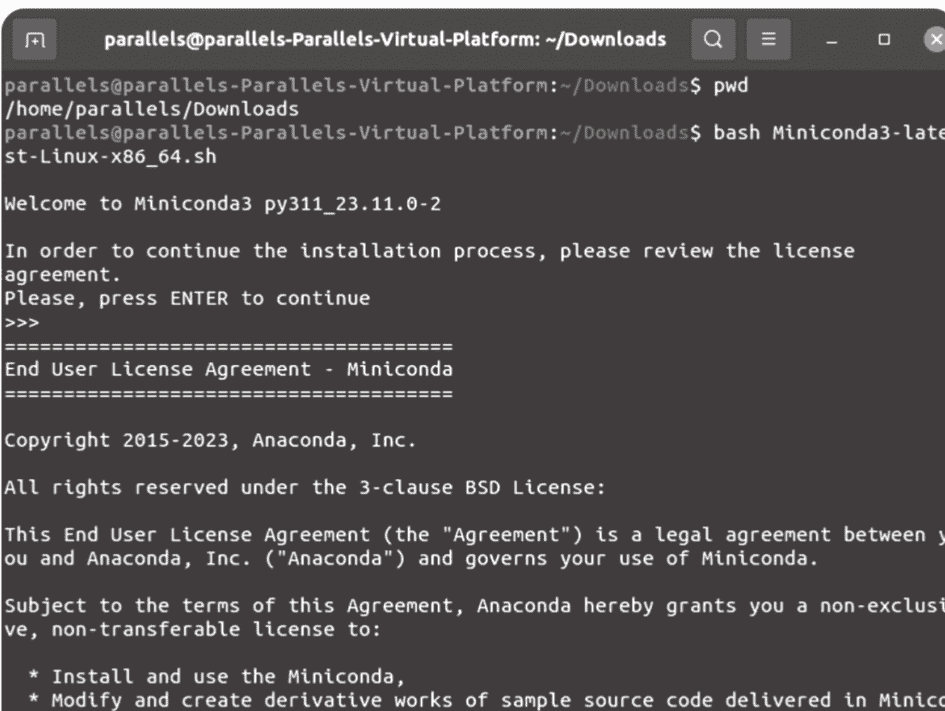 parallels@parallels-Parallels-Virtual-Platform: ~/Downloads
parallels@parallels-Parallels-Virtual-Platform:~/Downloads$ pwd
/home/parallels/Downloads
parallels@parallels-Parallels-Virtual-Platform:~/Downloads$ bash Miniconda3-late
st-Linux-x86_64.sh
Welcome to Miniconda3 py311_23.11.0-2
In order to continue the installation process, please review the license
agreement.
Please, press ENTER to continue
>>>
======================================
End User License Agreement - Miniconda
======================================
Copyright 2015-2023, Anaconda, Inc.
All rights reserved under the 3-clause BSD License:
This End User License Agreement (the "Agreement") is a legal agreement between y
ou and Anaconda, Inc. ("Anaconda") and governs your use of Miniconda.
Subject to the terms of this Agreement, Anaconda hereby grants you a non-exclusi
ve, non-transferable license to:
* Install and use the Miniconda,
* Modify and create derivative works of sample source code delivered in Minico